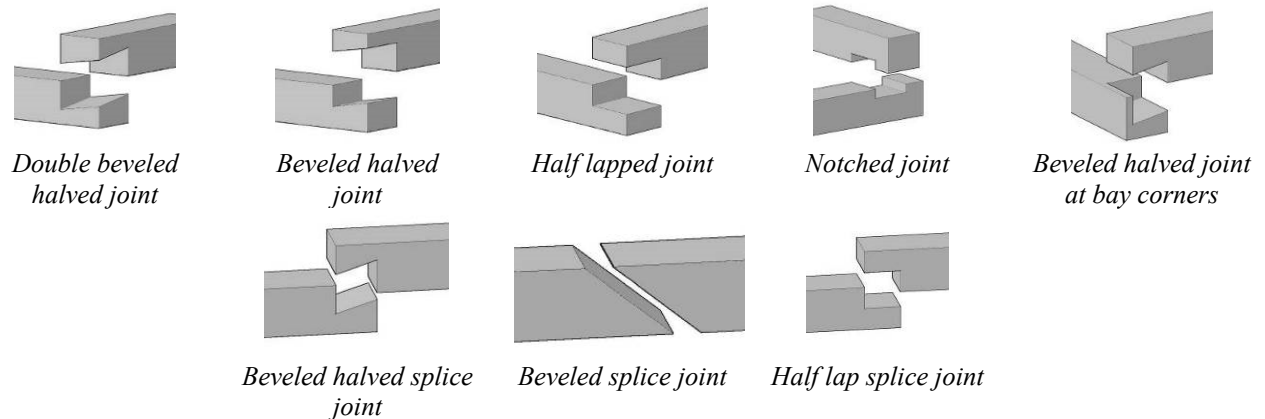 Double beveled
halved joint
Beveled halved
joint
Half lapped joint
Notched joint
Beveled halved joint
at bay corners
Beveled halved splice
joint
Beveled splice joint
Half lap splice joint